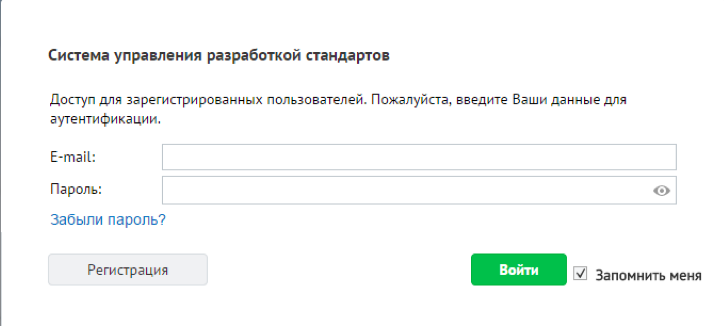 Система управления разработкой стандартов
Доступ для зарегистрированных пользователей. Пожалуйста, введите Ваши данные для
аутентификации.
E-mail:
Пароль:
Забыли пароль?
Регистрация
Войти
Запомнить меня